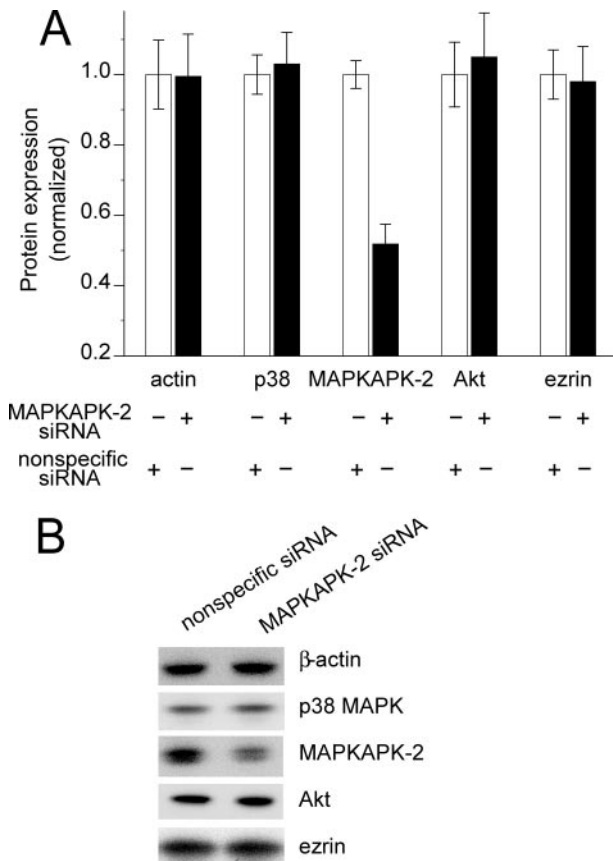 A
Protein expression
(normalized)
1.0
0.8
0.6
0.4
0.2
actin p38 MAPKAPK-2 Akt ezrin
MAPKAPK-2
siRNA
− + − + − + − + − +
nonspecific
siRNA
+ − + − + − + − + −
B
nonspecific siRNA
MAPKAPK-2 siRNA
β-actin
p38 MAPK
MAPKAPK-2
Akt
ezrin